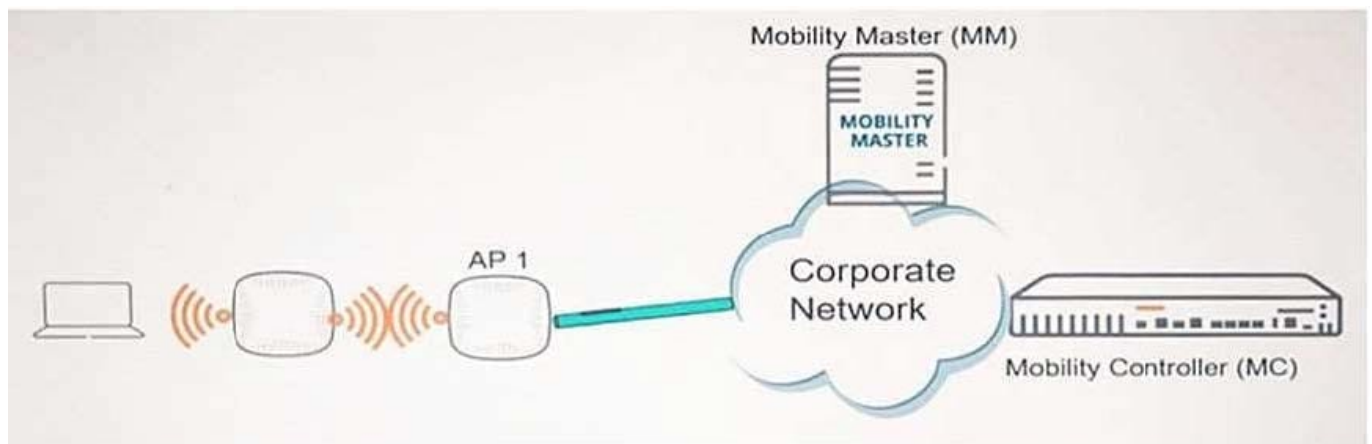 Mobility Master (MM)
MOBILITY
MASTER
AP 1
Corporate
Network
Mobility Controller (MC)